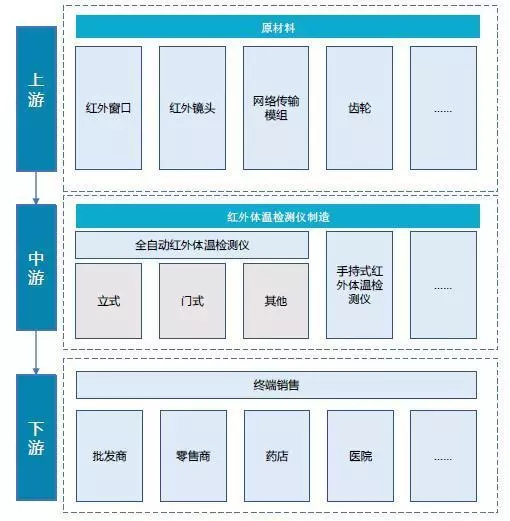 上游
原材料
红外窗口
红外镜头
网络传输
模组
齿轮
......
中游
红外体温检测仪制造
全自动红外体温检测仪
立式
门式
其他
手持式红
外体温检
测仪
......
下游
终端销售
批发商
零售商
药店
医院
......